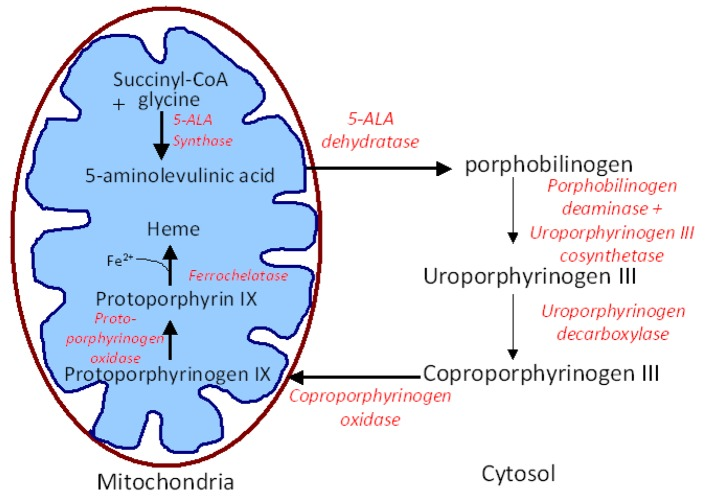 Succinyl-CoA
+ glycine
5-ALA
Synthase
5-aminolevulinic acid
5-ALA
dehydratase
porphobilinogen
Porphobilinogen
deaminase +
Uroporphyrinogen III
cosynthetase
Uroporphyrinogen III
Uroporphyrinogen
decarboxylase
Coproporphyrinogen III
Coproporphyrinogen
oxidase
Heme
Fe²⁺
Ferrochelatase
Protoporphyrin IX
Proto-
porphyrinogen
oxidase
Protoporphyrinogen IX
Mitochondria
Cytosol